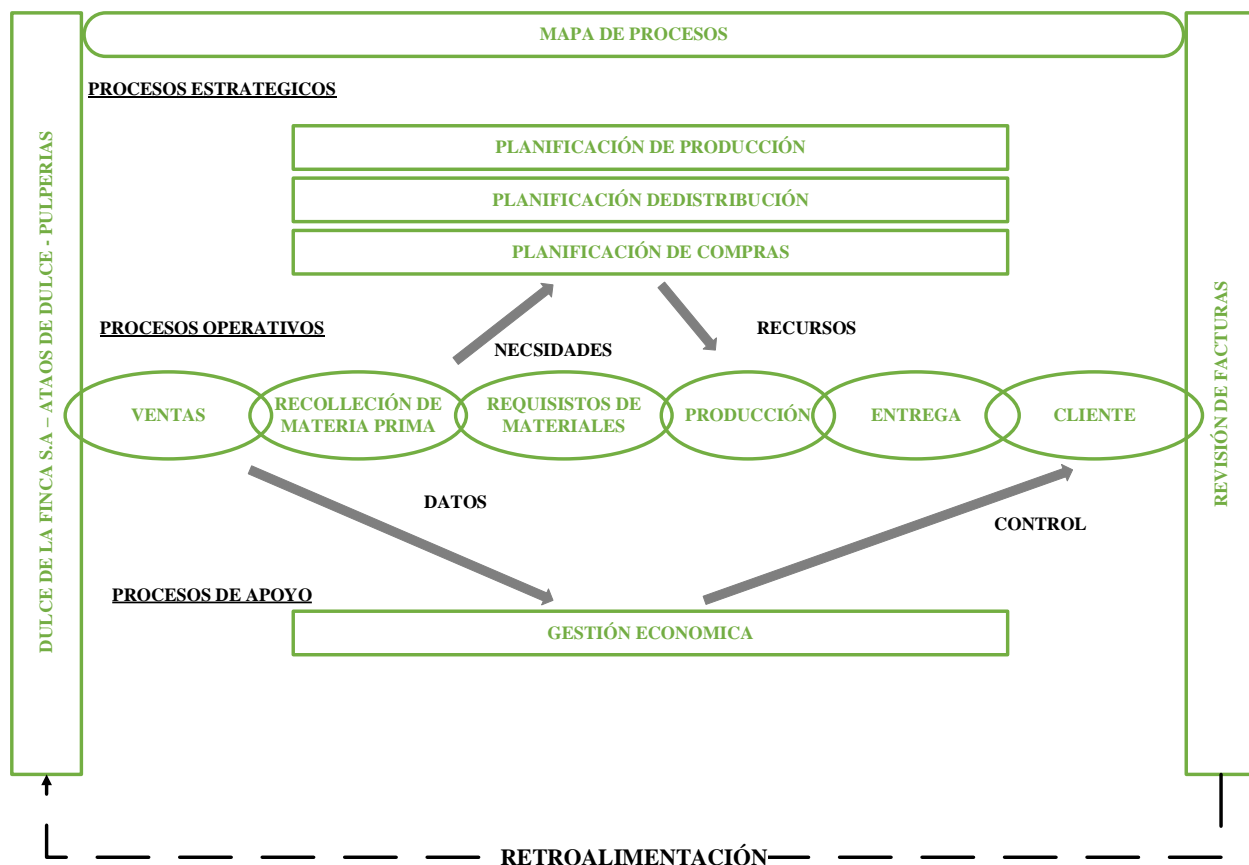 MAPA DE PROCESOS
PROCESOS ESTRATEGICOS
PLANIFICACIÓN DE PRODUCCIÓN
PLANIFICACIÓN DEDISTRIBUCIÓN
PLANIFICACIÓN DE COMPRAS
PROCESOS OPERATIVOS
NECSIDADES
RECURSOS
VENTAS
RECOLLECIÓN DE
MATERIA PRIMA
REQUISISTOS DE
MATERIALES
PRODUCCIÓN
ENTREGA
CLIENTE
DATOS
CONTROL
PROCESOS DE APOYO
GESTIÓN ECONOMICA
DULCE DE LA FINCA S.A – ATAOS DE DULCE - PULPERIAS
REVISIÓN DE FACTURAS
RETROALIMENTACIÓN